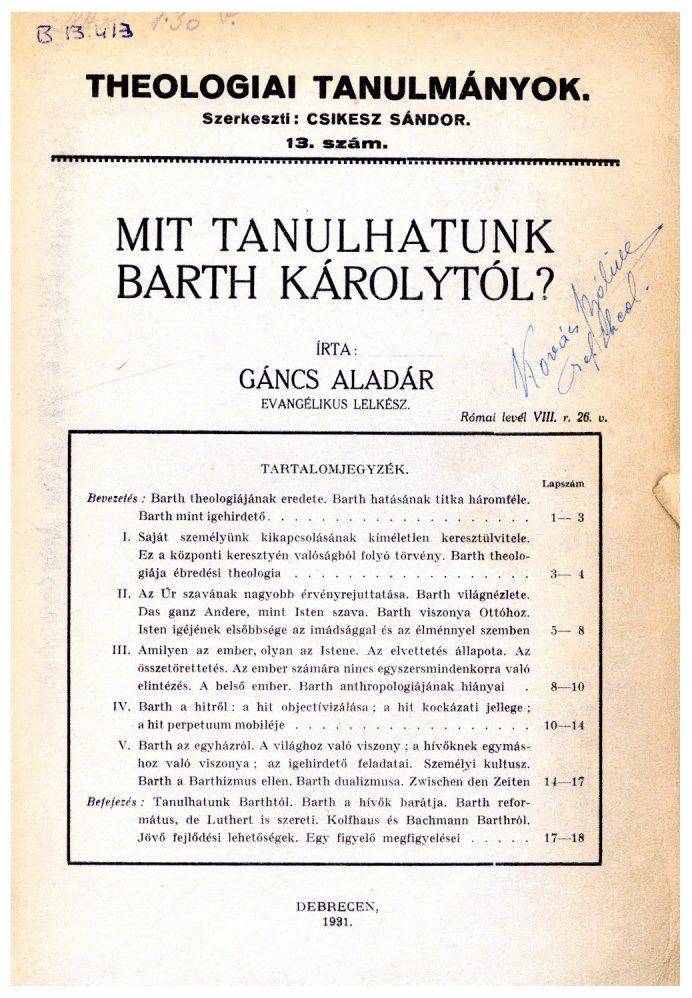 B 13.413
1.30
THEOLOGIAI TANULMÁNYOK.
Szerkeszti: CSIKESZ SÁNDOR.
13. szám.
MIT TANULHATUNK
BARTH KÁROLYTÓL?
ÍRTA:
GÁNCS ALADÁR
EVANGÉLIKUS LELKÉSZ.
Kovács
Római levél VIII. r. 26. v.
TARTALOMJEGYZÉK.
Lapszám
Bevezetés : Barth theologiájának eredete. Barth hatásának titka háromféle.
Barth mint igehirdető. . . . . . . . . . . . . . . . . . . 1— 3
I. Saját személyünk kikapcsolásának kíméletlen keresztülvitele.
Ez a központi keresztyén valóságból folyó törvény. Barth theolo-
giája ébredési theologia . . . . . . . . . . . . . . . . . 3— 4
II. Az Úr szavának nagyobb érvényrejuttatása. Barth világnézlete.
Das ganz Andere, mint Isten szava. Barth viszonya Ottóhoz.
Isten igéjének elsőbbsége az imádsággal és az élménnyel szemben 5— 8
III. Amilyen az ember, olyan az Istene. Az elvettetés állapota. Az
összetörettetés. Az ember számára nincs egyszersmindenkorra való
elintézés. A belső ember. Barth anthropologiájának hiányai . 8—10
IV. Barth a hitről : a hit objectívizálása ; a hit kockázati jellege ;
a hit perpetuum mobiléje . . . . . . . . . . . . . . . . . 10—14
V. Barth az egyházról. A világhoz való viszony ; a hívőknek egymás-
hoz való viszonya ; az igehirdető feladatai. Személyi kultusz.
Barth a Barthizmus ellen. Barth dualizmusa. Zwischen den Zeiten 14—17
Befejezés : Tanulhatunk Barthtól. Barth a hívők barátja. Barth refor-
mátus, de Luthert is szereti. Kolfhaus és Bachmann Barthról.
Jövő fejlődési lehetőségek. Egy figyelő megfigyelései . . . . . 17—18
DEBRECEN,
1931.